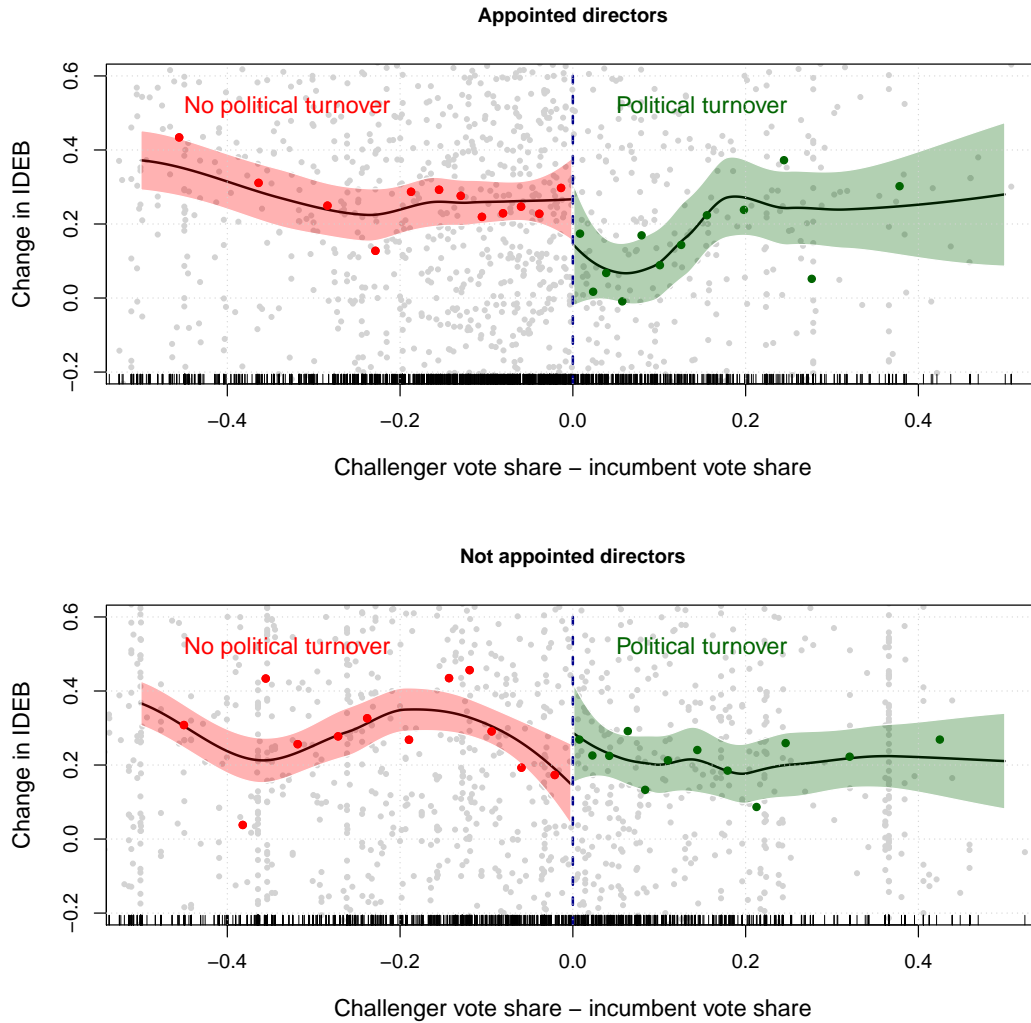 Appointed directors
Change in IDEB
0.6
0.4
0.2
0.0
−0.2
No political turnover
Political turnover
−0.4
−0.2
0.0
0.2
0.4
Challenger vote share − incumbent vote share
Not appointed directors
Change in IDEB
0.6
0.4
0.2
0.0
−0.2
No political turnover
Political turnover
−0.4
−0.2
0.0
0.2
0.4
Challenger vote share − incumbent vote share